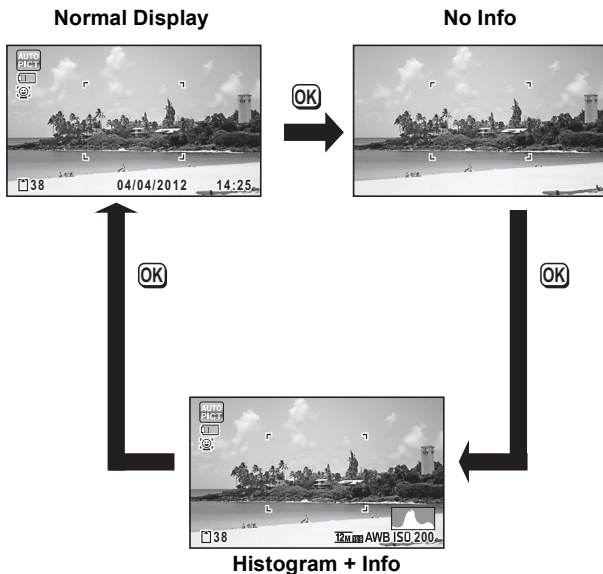 Normal Display
No Info
AUTO
PICT
38 04/04/2012 14:25
OK
OK
OK
AUTO
PICT
38 12M AWB ISO 200
Histogram + Info